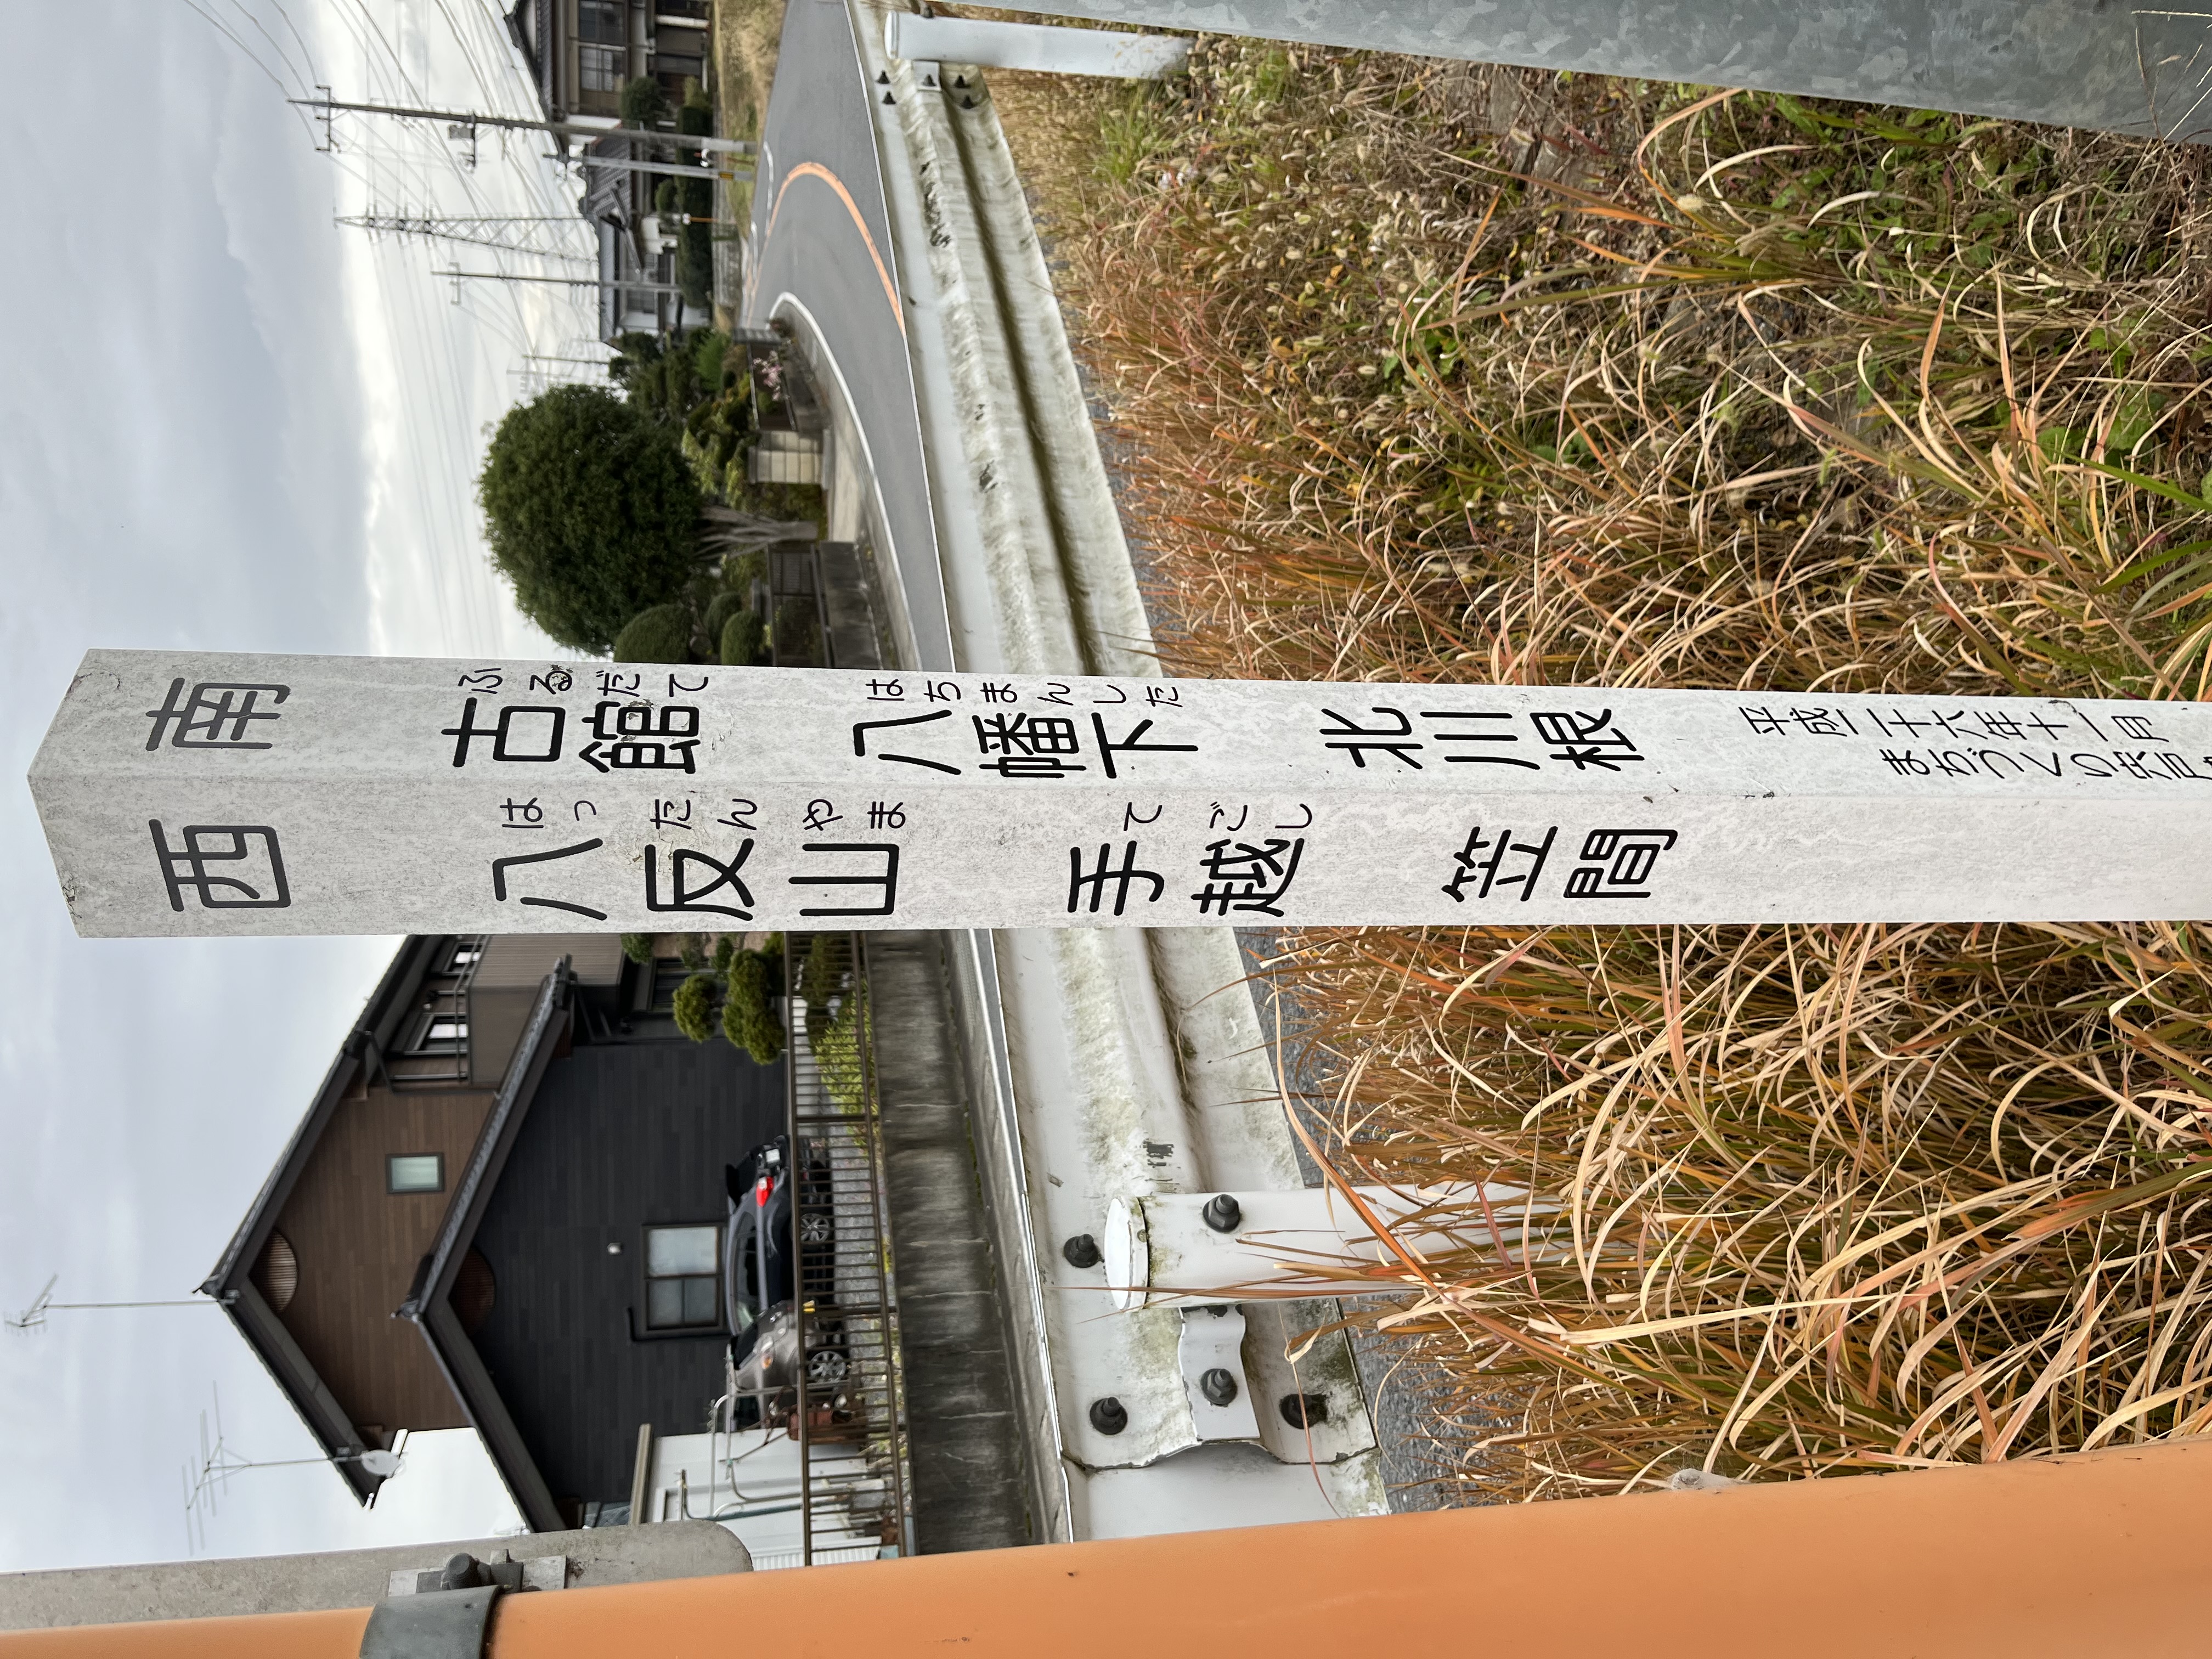 南
古館
ふるだて
八幡下
はちまんした
北川根
平成二十六年十一月
まちづくり宍戸
西
八反山
はったんやま
手越
てごし
笠間